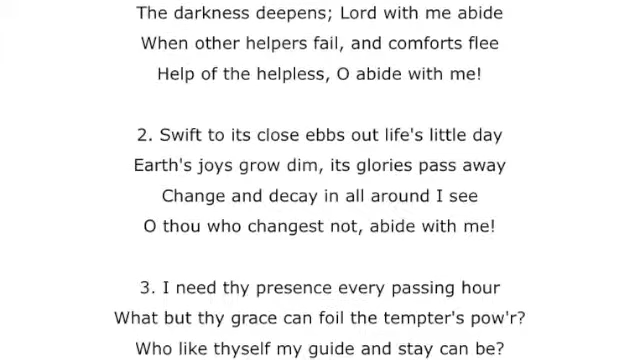 The darkness deepens; Lord with me abide
When other helpers fail, and comforts flee
Help of the helpless, O abide with me!
2. Swift to its close ebbs out life's little day
Earth's joys grow dim, its glories pass away
Change and decay in all around I see
O thou who changest not, abide with me!
3. I need thy presence every passing hour
What but thy grace can foil the tempter's pow'r?
Who like thyself my guide and stay can be?